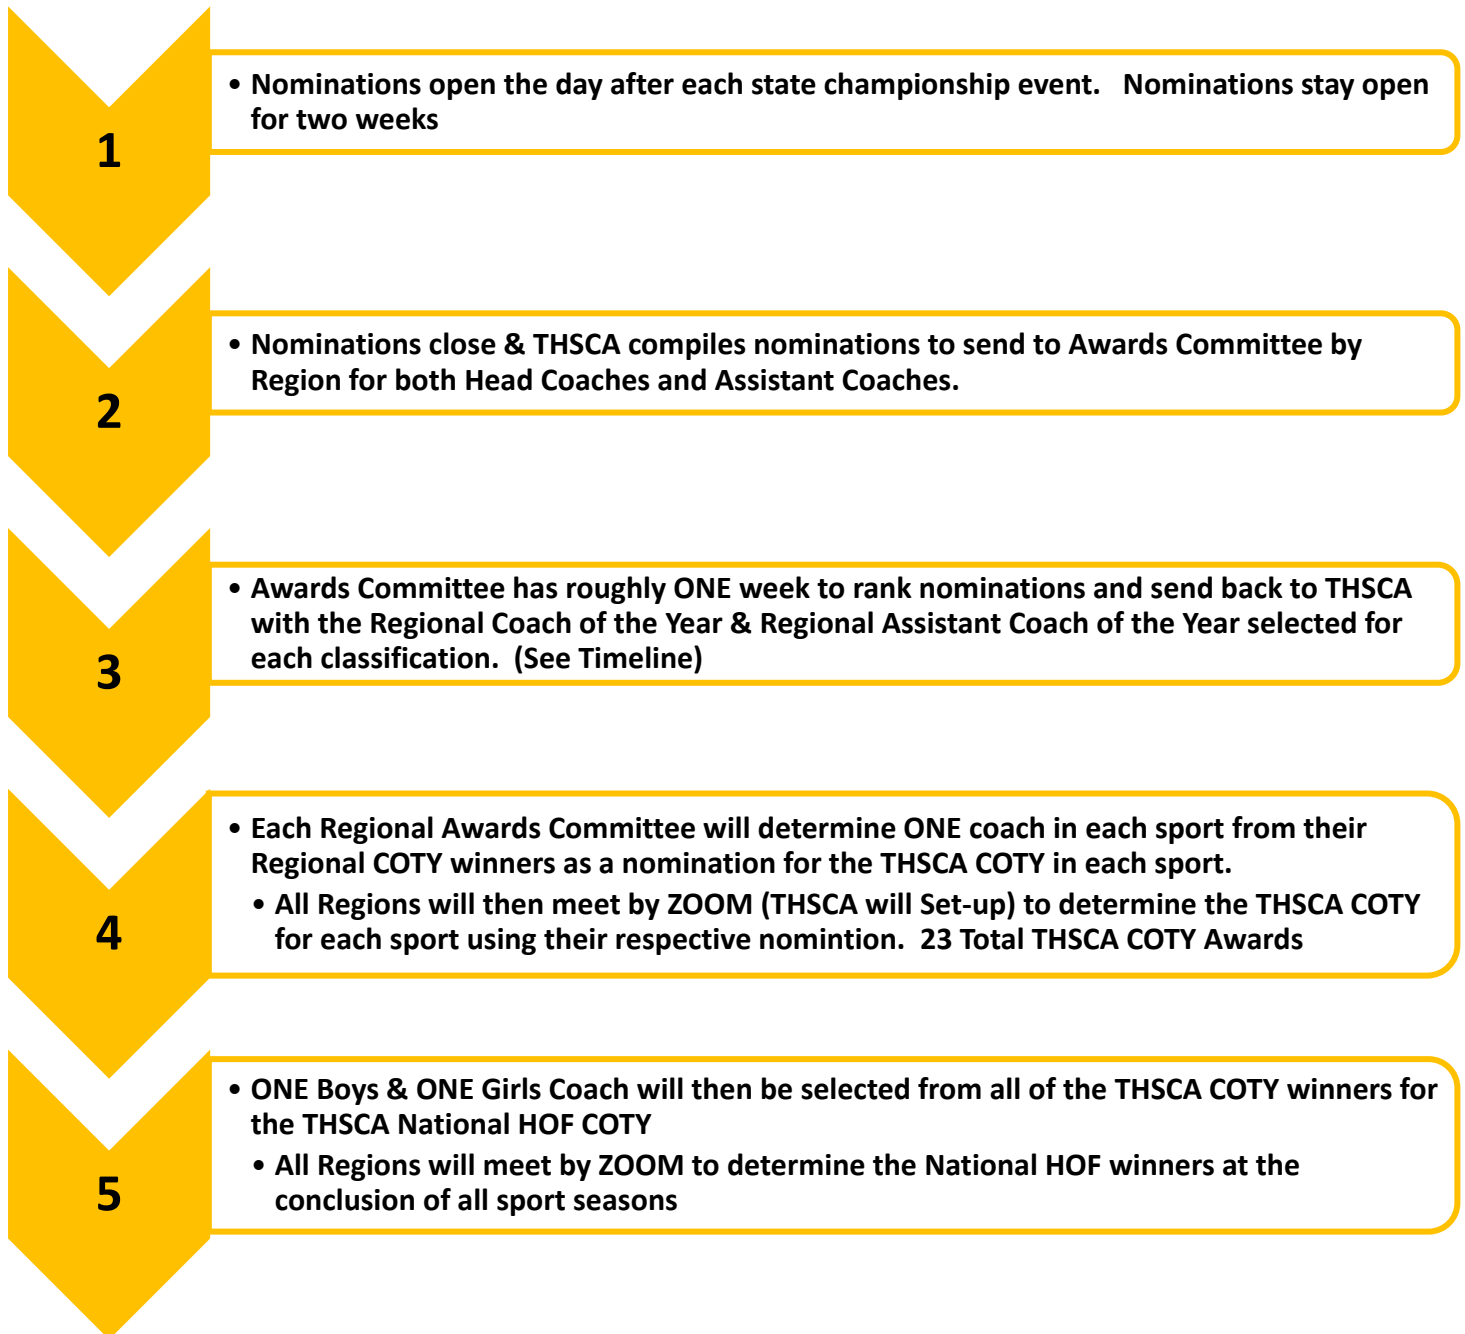 1
• Nominations open the day after each state championship event.   Nominations stay open
for two weeks
2
• Nominations close & THSCA compiles nominations to send to Awards Committee by
Region for both Head Coaches and Assistant Coaches.
3
• Awards Committee has roughly ONE week to rank nominations and send back to THSCA
with the Regional Coach of the Year & Regional Assistant Coach of the Year selected for
each classification.  (See Timeline)
4
• Each Regional Awards Committee will determine ONE coach in each sport from their
Regional COTY winners as a nomination for the THSCA COTY in each sport.
• All Regions will then meet by ZOOM (THSCA will Set-up) to determine the THSCA COTY
for each sport using their respective nomintion.  23 Total THSCA COTY Awards
5
• ONE Boys & ONE Girls Coach will then be selected from all of the THSCA COTY winners for
the THSCA National HOF COTY
• All Regions will meet by ZOOM to determine the National HOF winners at the
conclusion of all sport seasons